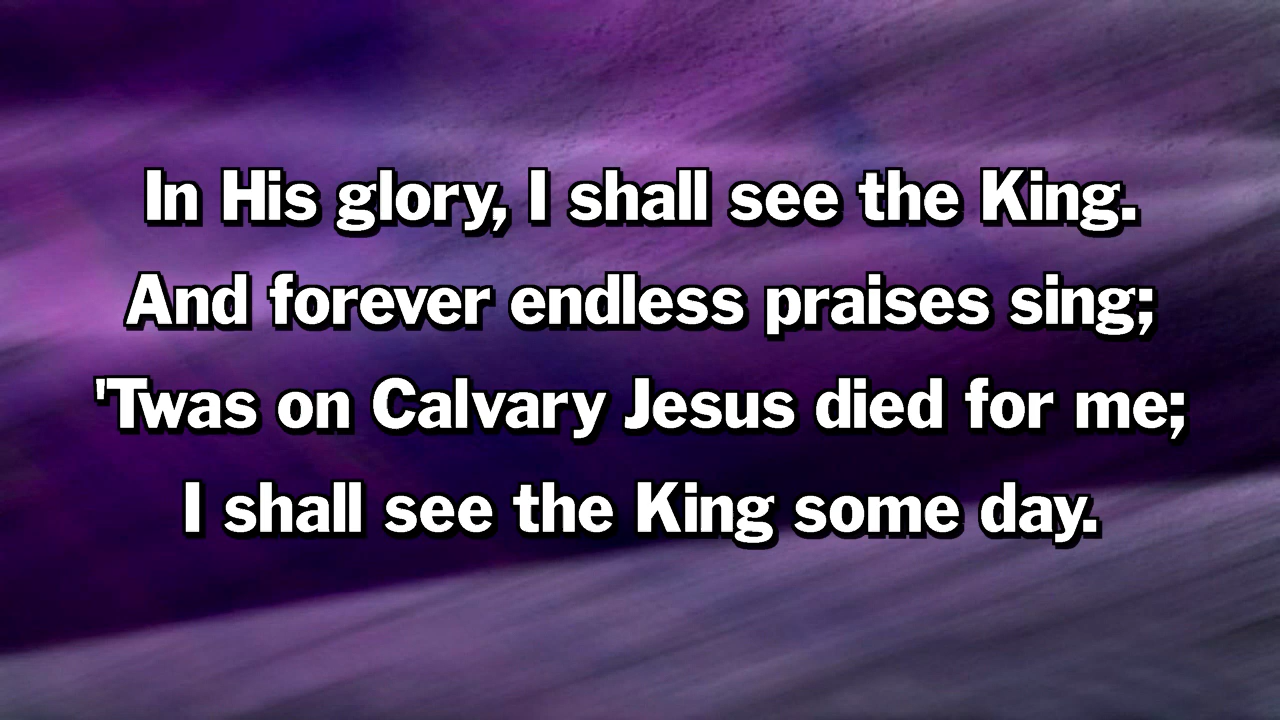 In His glory, I shall see the King.
And forever endless praises sing;
'Twas on Calvary Jesus died for me;
I shall see the King some day.